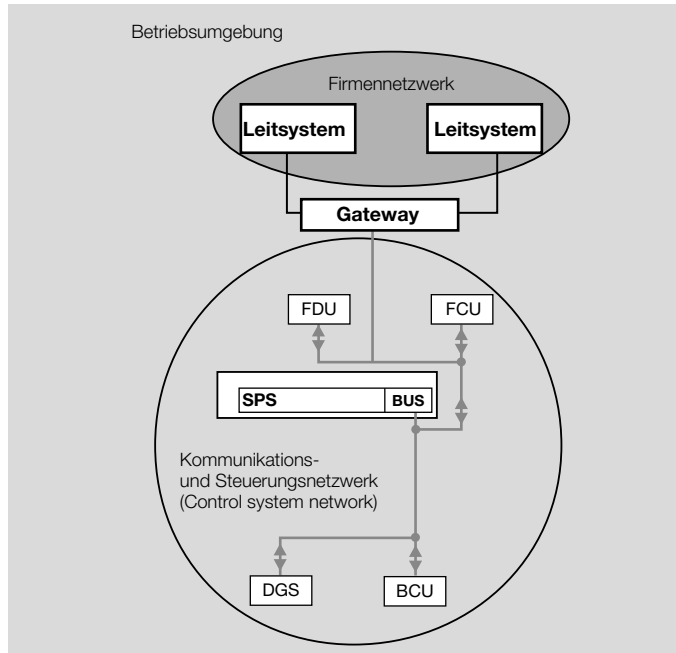 Betriebsumgebung
Firmennetzwerk
Leitsystem
Leitsystem
Gateway
FDU
FCU
SPS
BUS
Kommunikations-
und Steuerungsnetzwerk
(Control system network)
DGS
BCU